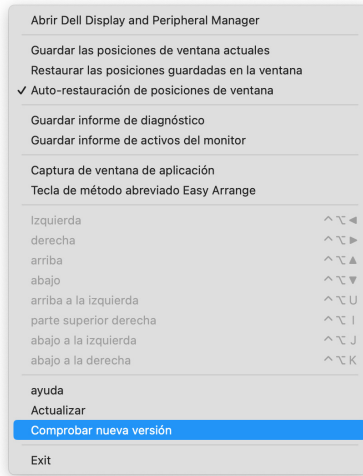 Abrir Dell Display and Peripheral Manager
Guardar las posiciones de ventana actuales
Restaurar las posiciones guardadas en la ventana
✓ Auto-restauración de posiciones de ventana
Guardar informe de diagnóstico
Guardar informe de activos del monitor
Captura de ventana de aplicación
Tecla de método abreviado Easy Arrange
Izquierda ^⌥◀
derecha ^⌥▶
arriba ^⌥▲
abajo ^⌥▼
arriba a la izquierda ^⌥U
parte superior derecha ^⌥I
abajo a la izquierda ^⌥J
abajo a la derecha ^⌥K
ayuda
Actualizar
Comprobar nueva versión
Exit